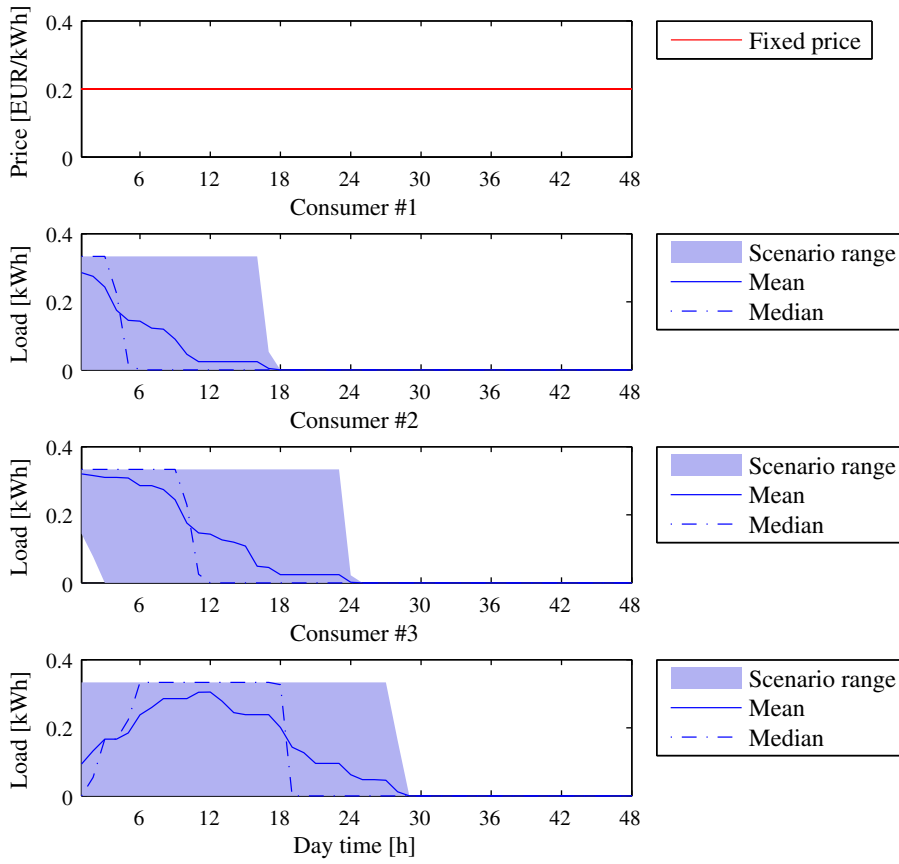 0.4
Price [EUR/kWh]
0.2
0
6 12 18 24 30 36 42 48
Fixed price
Consumer #1
0.4
Load [kWh]
0.2
0
6 12 18 24 30 36 42 48
Scenario range
Mean
Median
Consumer #2
0.4
Load [kWh]
0.2
0
6 12 18 24 30 36 42 48
Scenario range
Mean
Median
Consumer #3
0.4
Load [kWh]
0.2
0
6 12 18 24 30 36 42 48
Day time [h]
Scenario range
Mean
Median